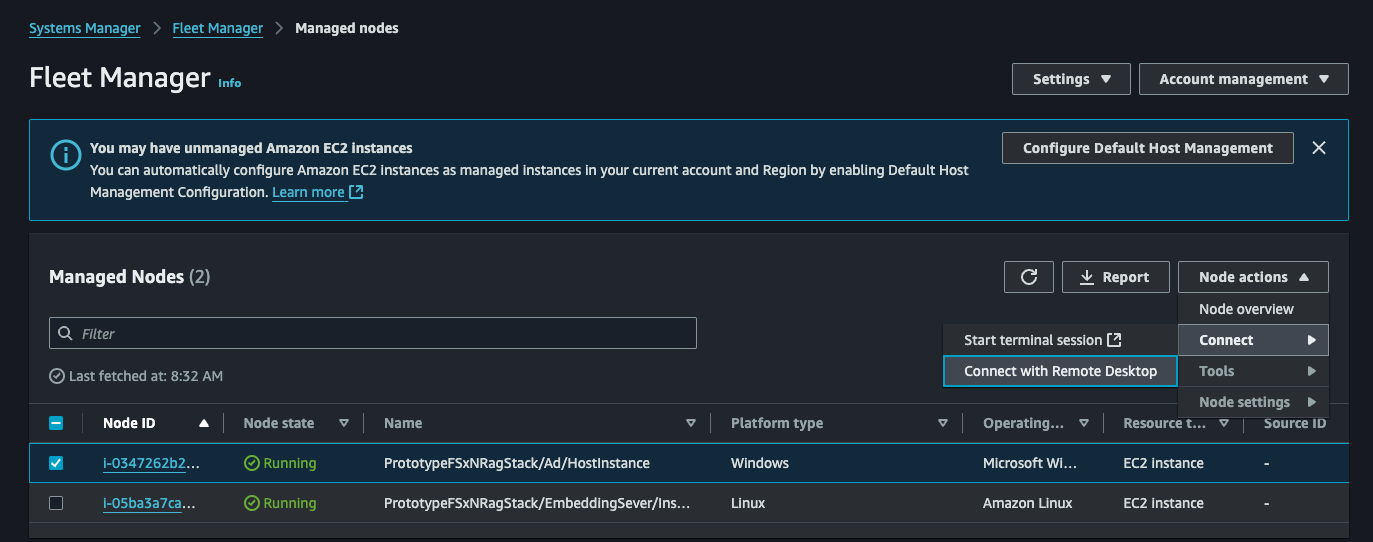 Systems Manager > Fleet Manager > Managed nodes
Fleet Manager Info
Settings
Account management
You may have unmanaged Amazon EC2 instances
You can automatically configure Amazon EC2 instances as managed instances in your current account and Region by enabling Default Host
Management Configuration. Learn more
Configure Default Host Management
Managed Nodes (2)
Report
Node actions
Node overview
Filter
Start terminal session
Connect
Connect with Remote Desktop
Tools
Last fetched at: 8:32 AM
Node settings
Node ID Node state Name Platform type Operating... Resource t... Source ID
i-0347262b2... Running PrototypeFSxNRagStack/Ad/HostInstance Windows Microsoft Wi... EC2 instance -
i-05ba3a7ca... Running PrototypeFSxNRagStack/EmbeddingSever/Ins... Linux Amazon Linux EC2 instance -